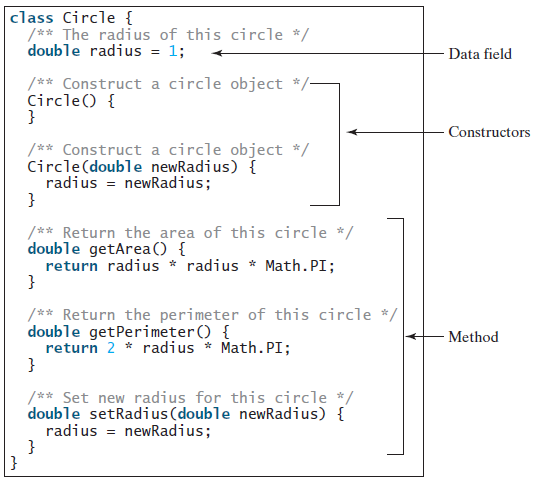 class Circle {
/** The radius of this circle */
double radius = 1;
Data field
/** Construct a circle object */
Circle() {
}
Constructors
/** Construct a circle object */
Circle(double newRadius) {
radius = newRadius;
}
/** Return the area of this circle */
double getArea() {
return radius * radius * Math.PI;
}
/** Return the perimeter of this circle */
double getPerimeter() {
return 2 * radius * Math.PI;
}
Method
/** Set new radius for this circle */
double setRadius(double newRadius) {
radius = newRadius;
}
}